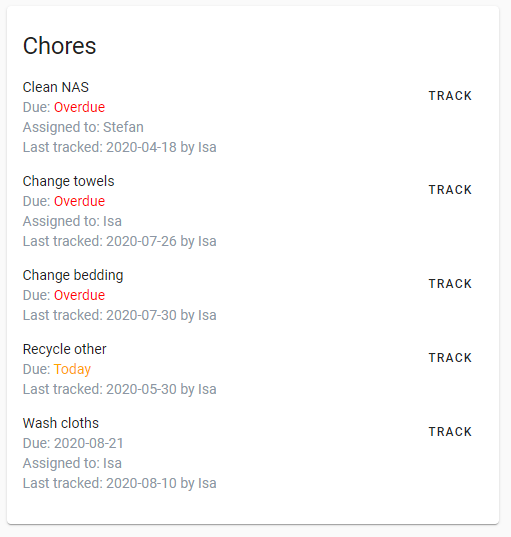 Chores
Clean NAS
TRACK
Due: Overdue
Assigned to: Stefan
Last tracked: 2020-04-18 by Isa
Change towels
TRACK
Due: Overdue
Assigned to: Isa
Last tracked: 2020-07-26 by Isa
Change bedding
TRACK
Due: Overdue
Last tracked: 2020-07-30 by Isa
Recycle other
TRACK
Due: Today
Last tracked: 2020-05-30 by Isa
Wash cloths
TRACK
Due: 2020-08-21
Assigned to: Isa
Last tracked: 2020-08-10 by Isa